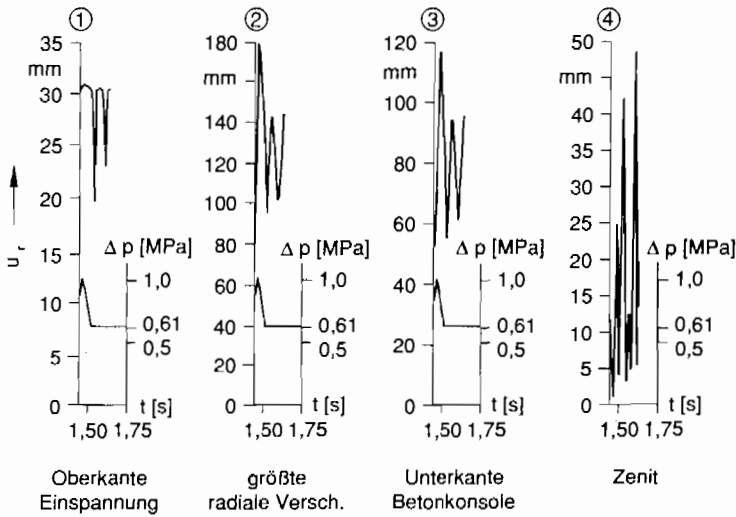 ①
35
mm
30
25
20
15
10
5
0
u_r
Δ p [MPa]
1,0
0,61
0,5
t [s]
1,50 1,75
Oberkante
Einspannung
②
180
mm
140
120
100
80
60
40
20
0
Δ p [MPa]
1,0
0,61
0,5
t [s]
1,50 1,75
größte
radiale Versch.
③
120
mm
100
80
60
40
20
0
Δ p [MPa]
1,0
0,61
0,5
t [s]
1,50 1,75
Unterkante
Betonkonsole
④
50
mm
40
35
30
25
20
15
10
5
0
Δ p [MPa]
1,0
0,61
0,5
t [s]
1,50 1,75
Zenit